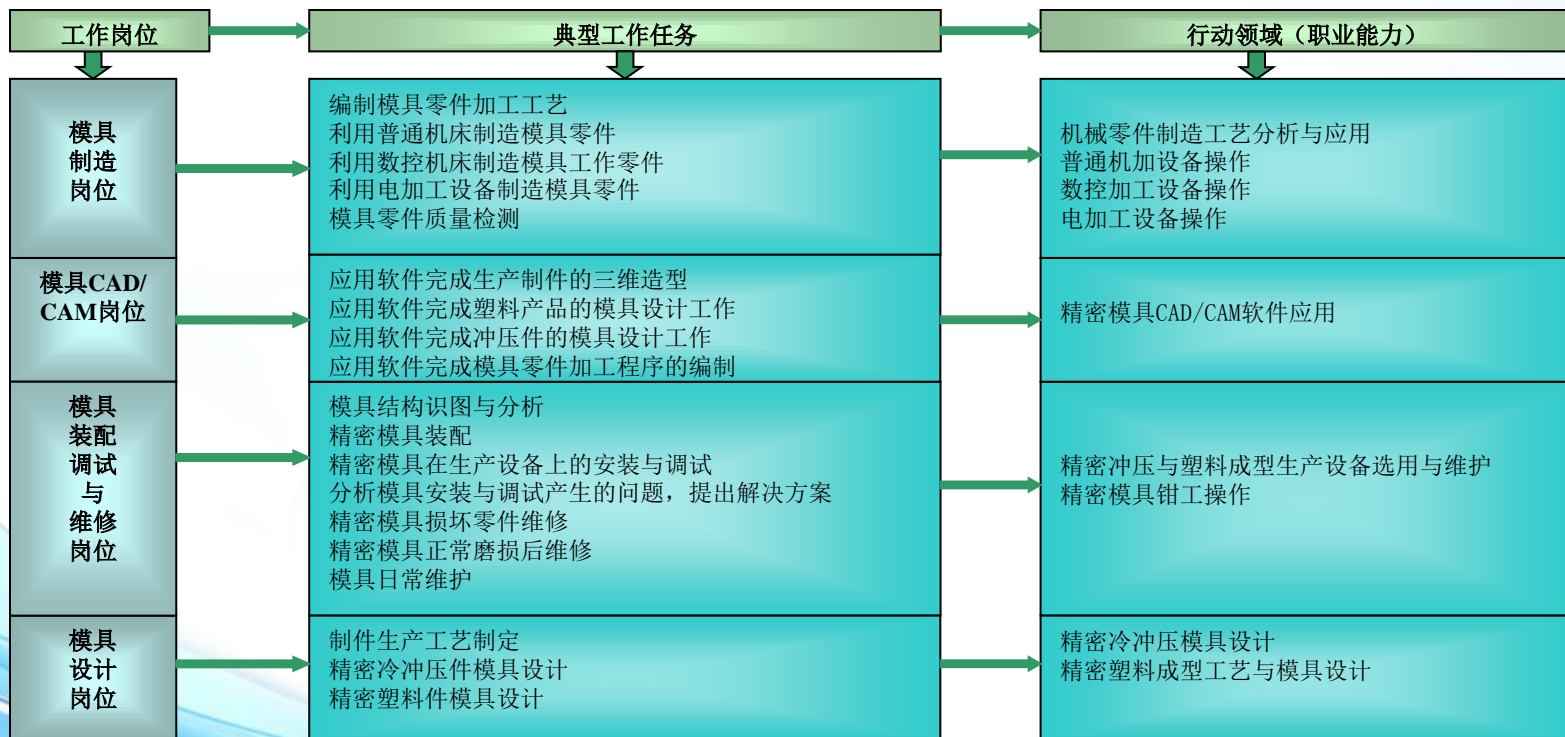 工作岗位
典型工作任务
行动领域（职业能力）
模具
制造
岗位
编制模具零件加工工艺
利用普通机床制造模具零件
利用数控机床制造模具工作零件
利用电加工设备制造模具零件
模具零件质量检测
机械零件制造工艺分析与应用
普通机加设备操作
数控加工设备操作
电加工设备操作
模具CAD/
CAM岗位
应用软件完成生产制件的三维造型
应用软件完成塑料产品的模具设计工作
应用软件完成冲压件的模具设计工作
应用软件完成模具零件加工程序的编制
精密模具CAD/CAM软件应用
模具
装配
调试
与
维修
岗位
模具结构识图与分析
精密模具装配
精密模具在生产设备上的安装与调试
分析模具安装与调试产生的问题，提出解决方案
精密模具损坏零件维修
精密模具正常磨损后维修
模具日常维护
精密冲压与塑料成型生产设备选用与维护
精密模具钳工操作
模具
设计
岗位
制件生产工艺制定
精密冷冲压件模具设计
精密塑料件模具设计
精密冷冲压模具设计
精密塑料成型工艺与模具设计